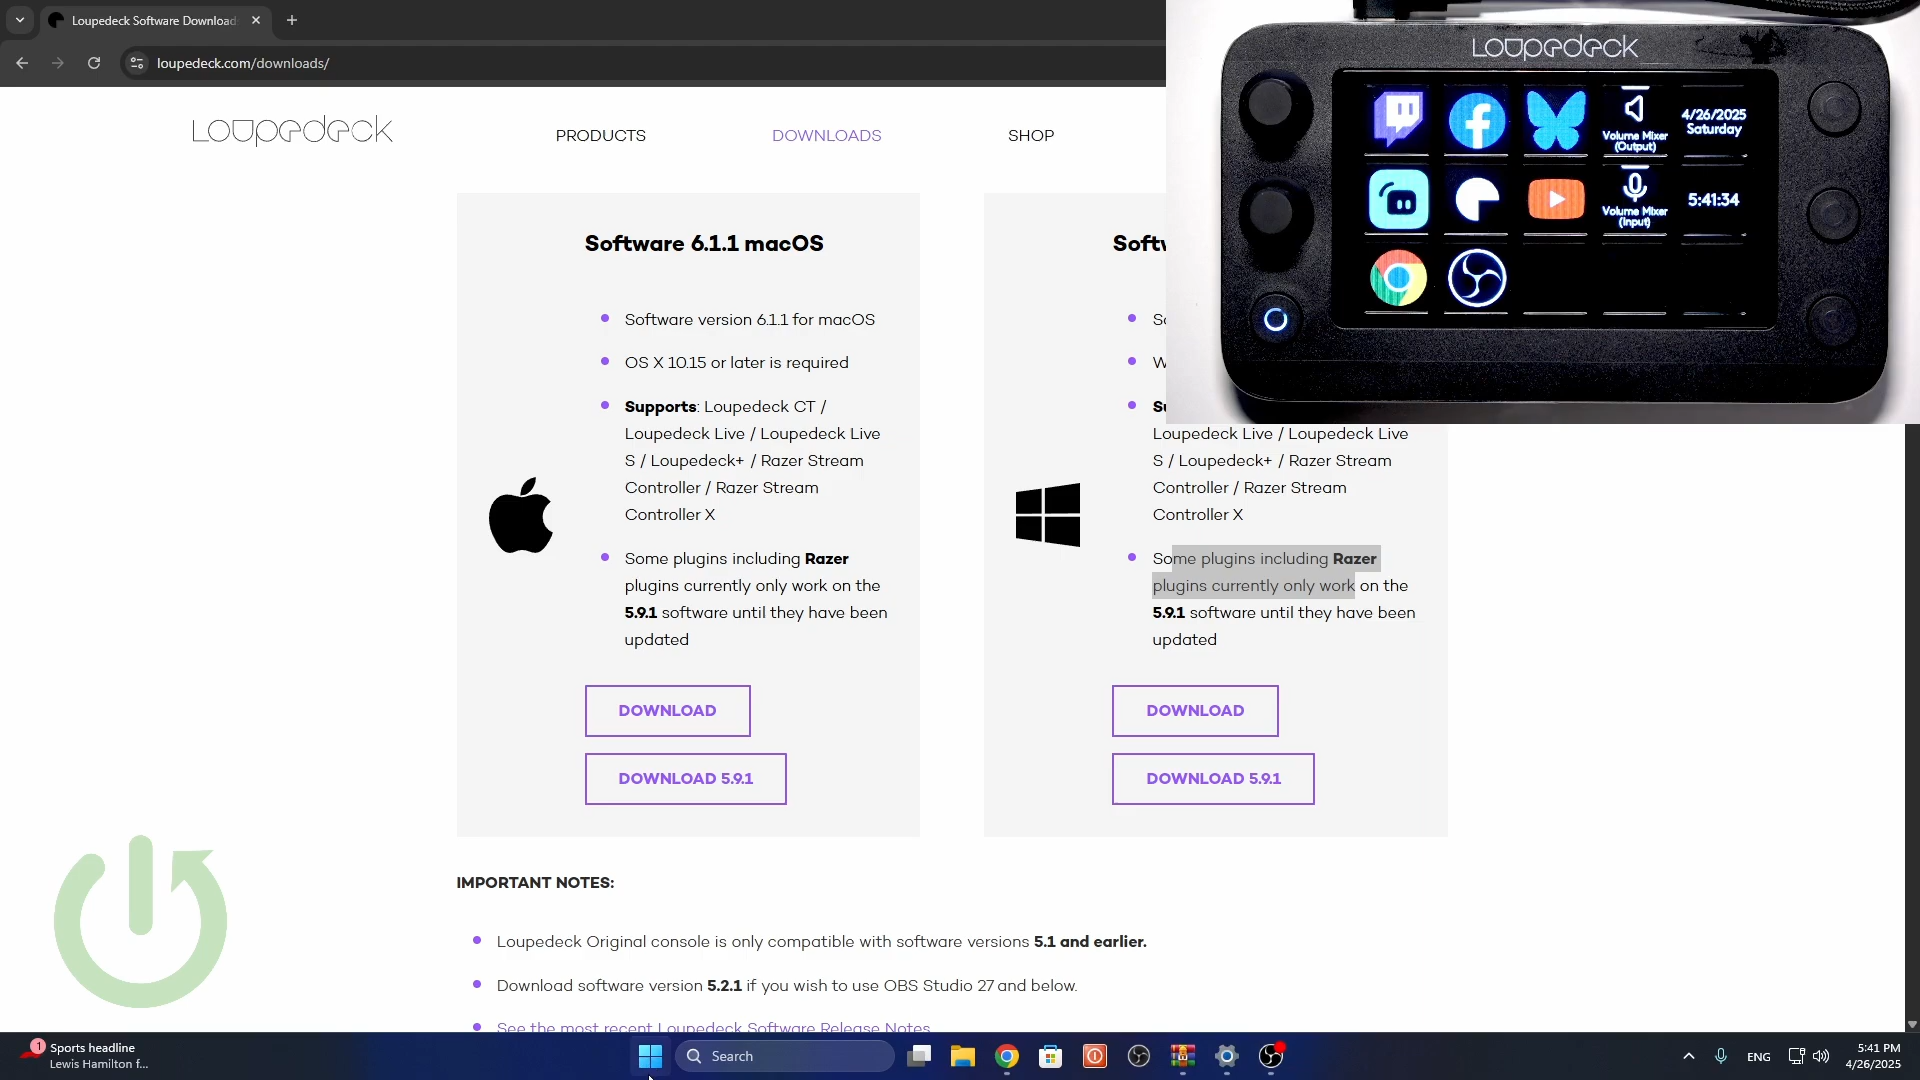 Loupedeck Software Download
loupedeck.com/downloads/
Loupedeck
PRODUCTS
DOWNLOADS
SHOP
Software 6.1.1 macOS
Software version 6.1.1 for macOS
OS X 10.15 or later is required
Supports: Loupedeck CT /
Loupedeck Live / Loupedeck Live
S / Loupedeck+ / Razer Stream
Controller / Razer Stream
Controller X
Some plugins including Razer
plugins currently only work on the
5.9.1 software until they have been
updated
DOWNLOAD
DOWNLOAD 5.9.1
Loupedeck Live / Loupedeck Live
S / Loupedeck+ / Razer Stream
Controller / Razer Stream
Controller X
Some plugins including Razer
plugins currently only work on the
5.9.1 software until they have been
updated
DOWNLOAD
DOWNLOAD 5.9.1
IMPORTANT NOTES:
Loupedeck Original console is only compatible with software versions 5.1 and earlier.
Download software version 5.2.1 if you wish to use OBS Studio 27 and below.
See the most recent Loupedeck Software Release Notes
Loupedeck
Volume Mixer
(Output)
4/26/2025
Saturday
Volume Mixer
(Input)
5:41:34
1
Sports headline
Lewis Hamilton f...
Search
ENG
5:41 PM
4/26/2025